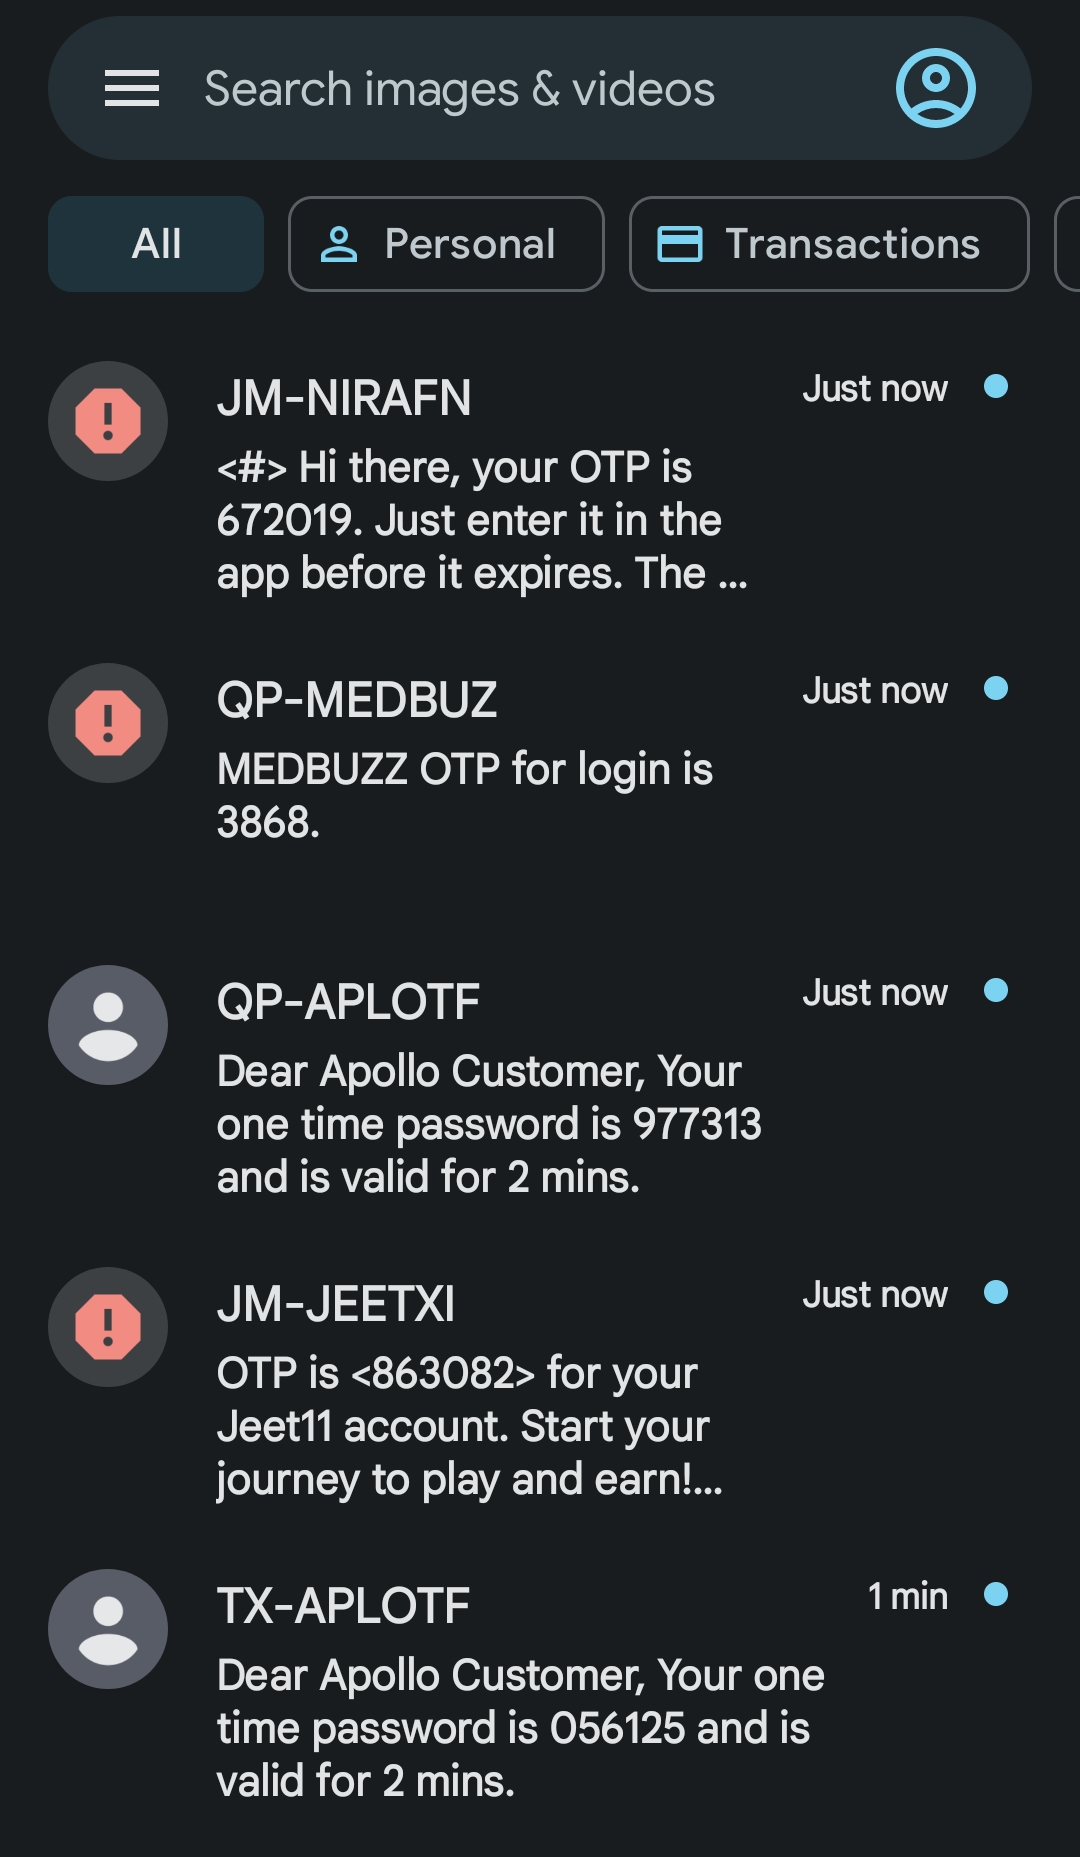 Search images & videos
All
Personal
Transactions
JM-NIRAFN
Just now
<#> Hi there, your OTP is
672019. Just enter it in the
app before it expires. The ...
QP-MEDBUZ
Just now
MEDBUZZ OTP for login is
3868.
QP-APLOTF
Just now
Dear Apollo Customer, Your
one time password is 977313
and is valid for 2 mins.
JM-JEETXI
Just now
OTP is <863082> for your
Jeet11 account. Start your
journey to play and earn!...
TX-APLOTF
1 min
Dear Apollo Customer, Your one
time password is 056125 and is
valid for 2 mins.